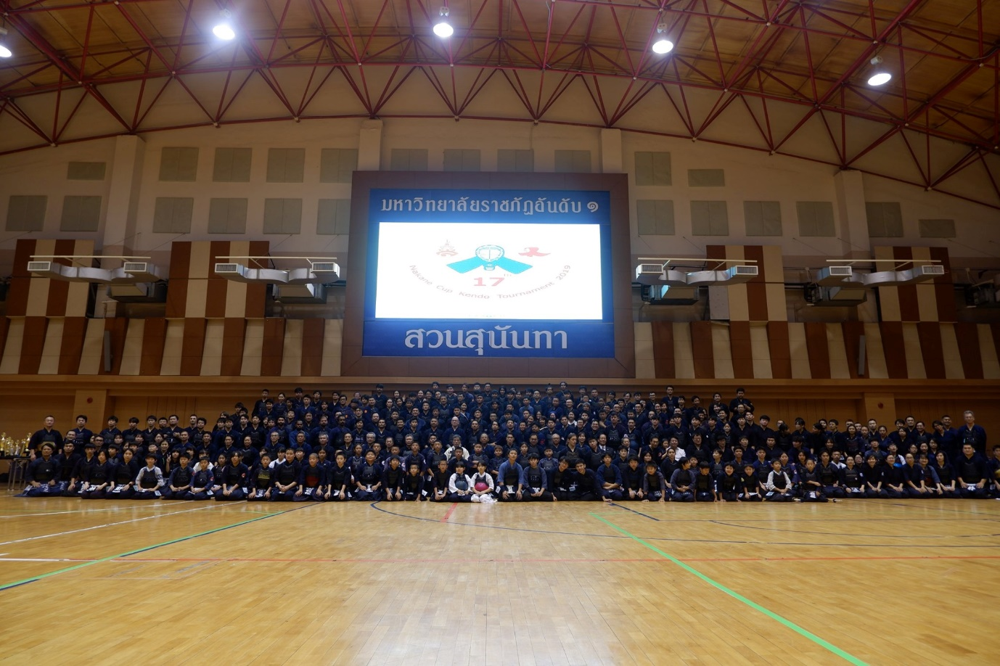 มหาวิทยาลัยราชภัฏอันดับ ๑
17TH
Nakane Cup Kendo Tournament 2019
สวนสุนันทา